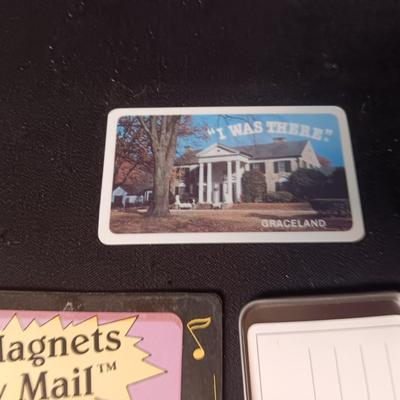 "I WAS THERE."
GRACELAND
Magnets
Mail™